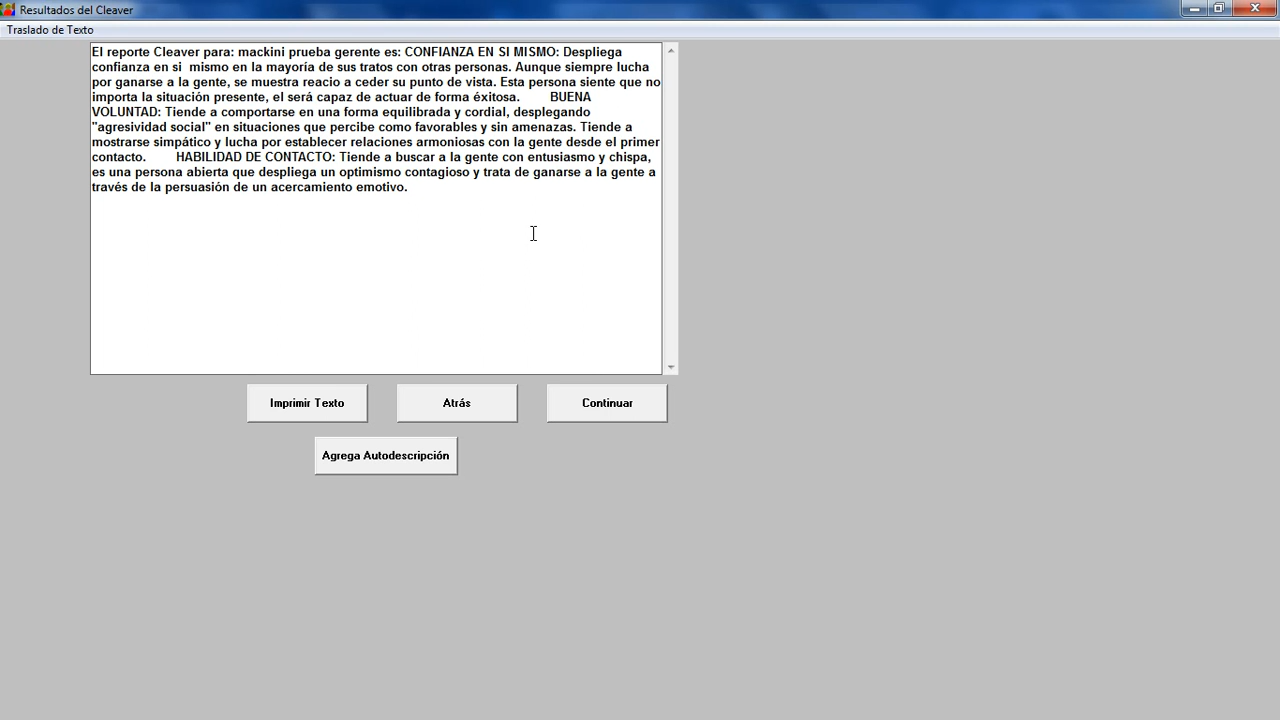 Resultados del Cleaver
Traslado de Texto
El reporte Cleaver para: mackini prueba gerente es: CONFIANZA EN SI MISMO: Despliega
confianza en si  mismo en la mayoría de sus tratos con otras personas. Aunque siempre lucha
por ganarse a la gente, se muestra reacio a ceder su punto de vista. Esta persona siente que no
importa la situación presente, el será capaz de actuar de forma éxitosa.        BUENA
VOLUNTAD: Tiende a comportarse en una forma equilibrada y cordial, desplegando
"agresividad social" en situaciones que percibe como favorables y sin amenazas. Tiende a
mostrarse simpático y lucha por establecer relaciones armoniosas con la gente desde el primer
contacto.        HABILIDAD DE CONTACTO: Tiende a buscar a la gente con entusiasmo y chispa,
es una persona abierta que despliega un optimismo contagioso y trata de ganarse a la gente a
través de la persuasión de un acercamiento emotivo.
Imprimir Texto
Atrás
Continuar
Agrega Autodescripción